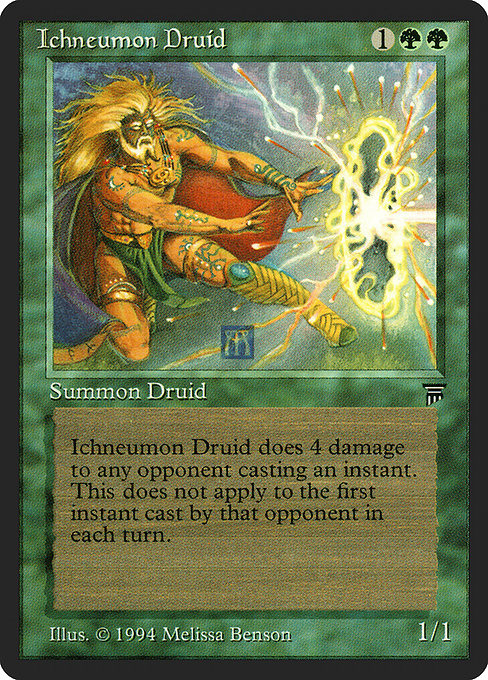 Ichneumon Druid 1
Summon Druid
Ichneumon Druid does 4 damage
to any opponent casting an instant.
This does not apply to the first
instant cast by that opponent in
each turn.
Illus. © 1994 Melissa Benson 1/1